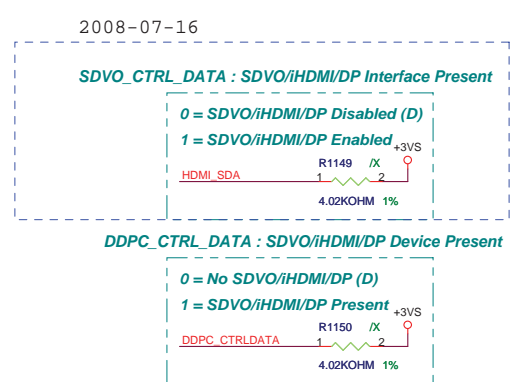 2008-07-16
SDVO_CTRL_DATA : SDVO/iHDMI/DP Interface Present
0 = SDVO/iHDMI/DP Disabled (D)
1 = SDVO/iHDMI/DP Enabled
+3VS
R1149 /X
HDMI_SDA 1 2
4.02KOHM 1%
DDPC_CTRL_DATA : SDVO/iHDMI/DP Device Present
0 = No SDVO/iHDMI/DP (D)
1 = SDVO/iHDMI/DP Present
+3VS
R1150 /X
DDPC_CTRLDATA 1 2
4.02KOHM 1%